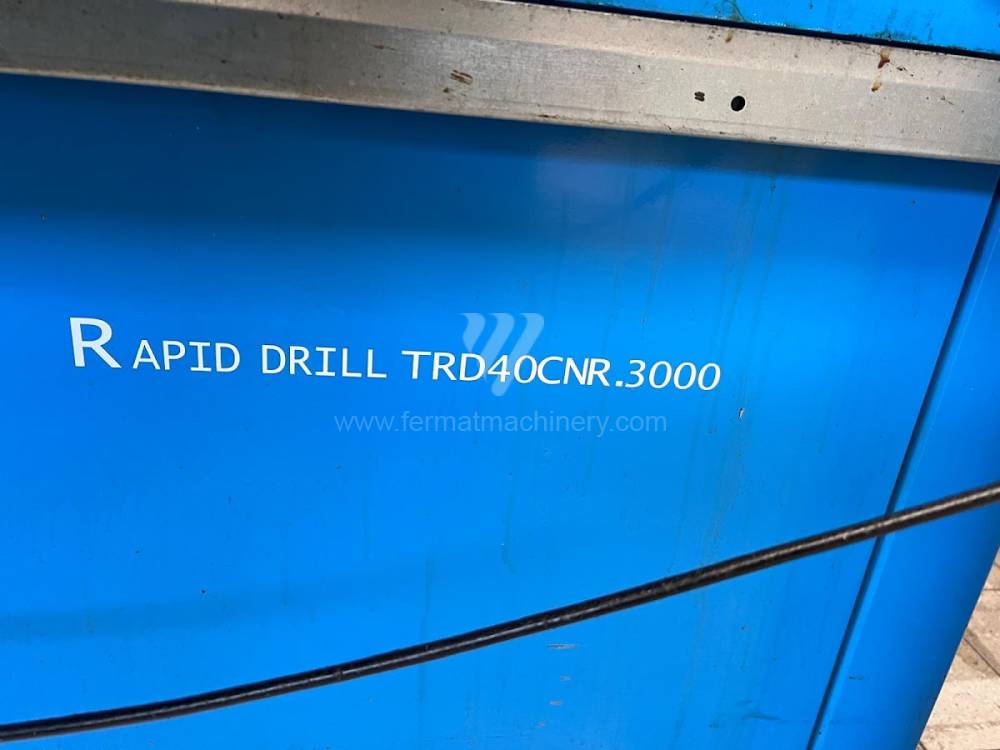 RAPID DRILL TRD40CNR.3000
www.fermatmachinery.com